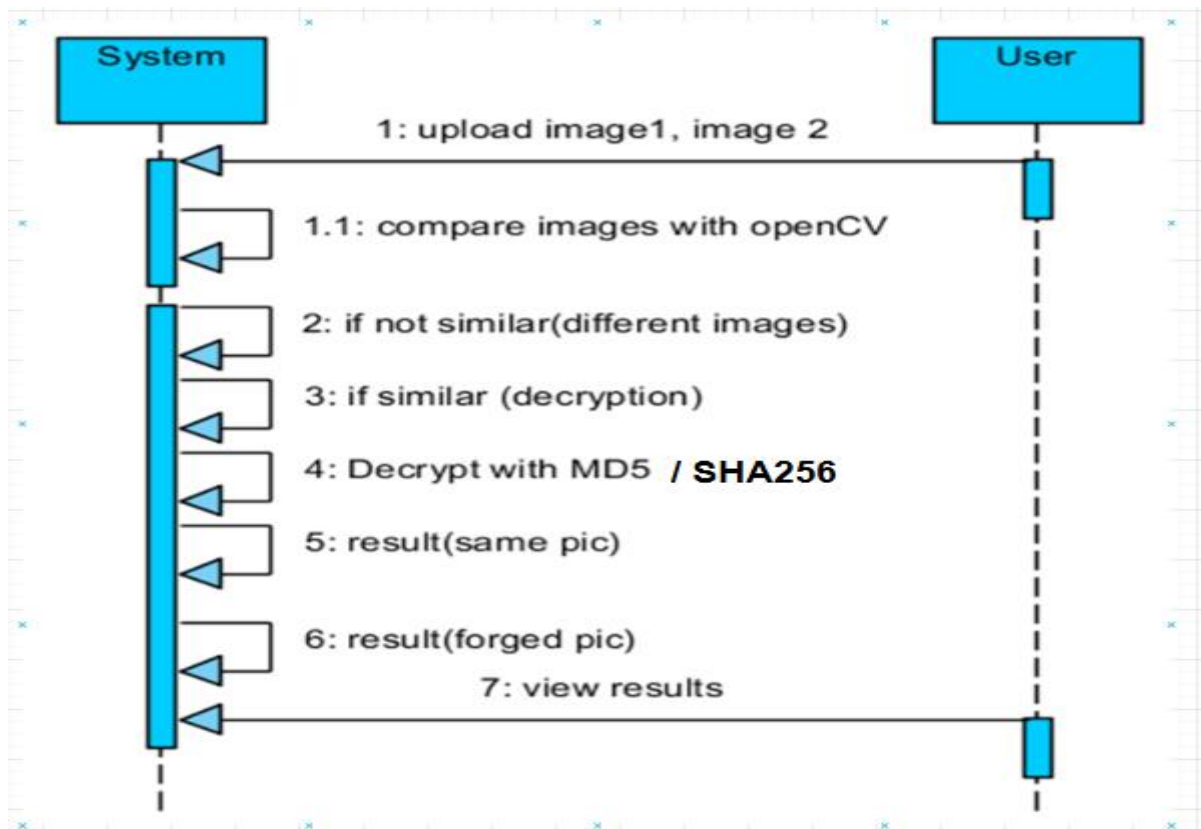 System
User
1: upload image1, image 2
1.1: compare images with openCV
2: if not similar(different images)
3: if similar (decryption)
4: Decrypt with MD5 / SHA256
5: result(same pic)
6: result(forged pic)
7: view results